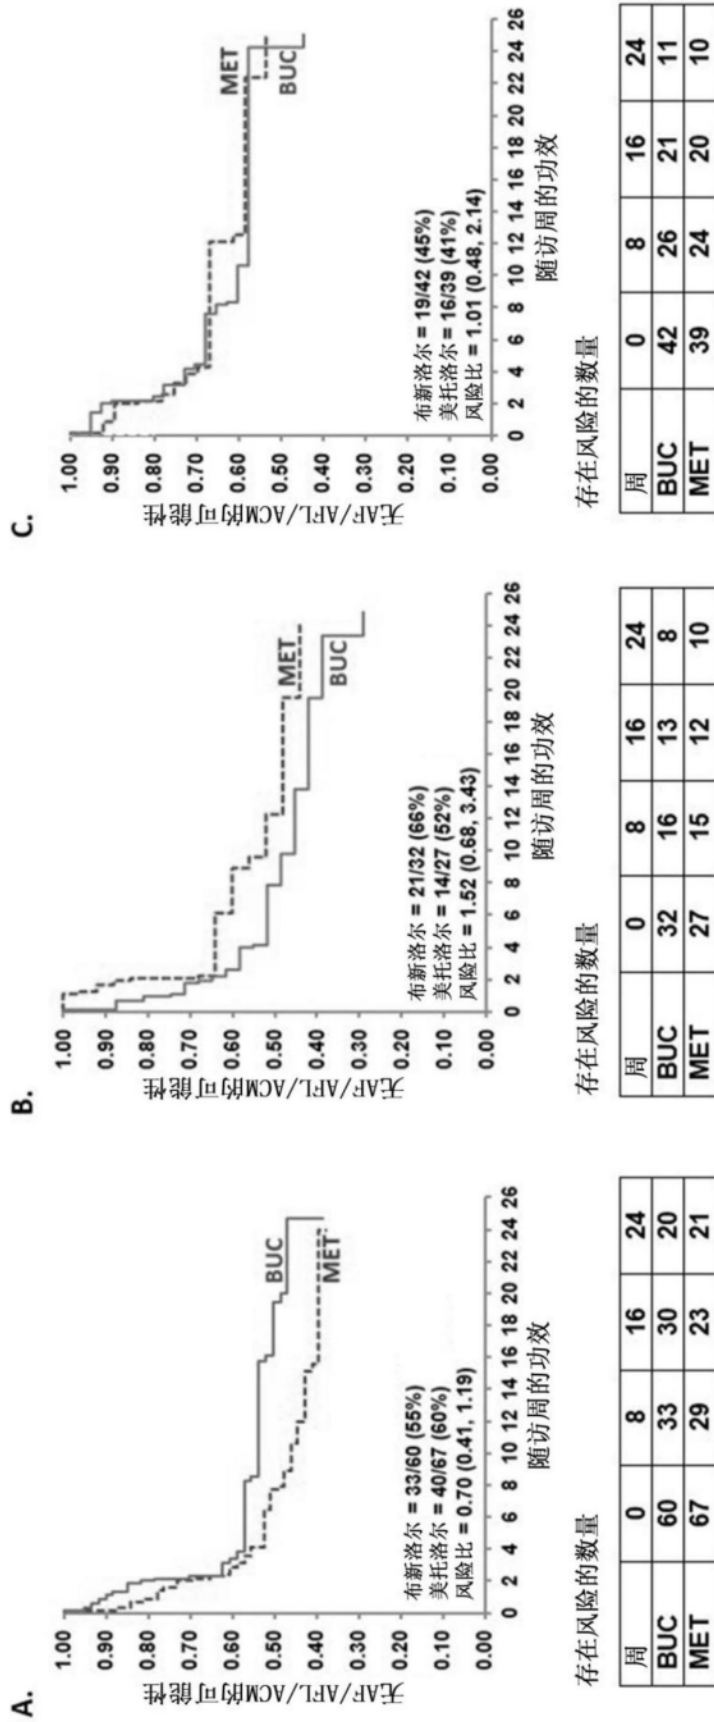 A.
无AF/AFL/ACM的可能性
1.00
0.90
0.80
0.70
0.60
0.50
0.40
0.30
0.20
0.10
0.00
BUC
MET
布新洛尔 = 33/60 (55%)
美托洛尔 = 40/67 (60%)
风险比 = 0.70 (0.41, 1.19)
0 2 4 6 8 10 12 14 16 18 20 22 24 26
随访周的功效
存在风险的数量
周 0 8 16 24
BUC 60 33 30 20
MET 67 29 23 21
B.
无AF/AFL/ACM的可能性
1.00
0.90
0.80
0.70
0.60
0.50
0.40
0.30
0.20
0.10
0.00
MET
BUC
布新洛尔 = 21/32 (66%)
美托洛尔 = 14/27 (52%)
风险比 = 1.52 (0.68, 3.43)
0 2 4 6 8 10 12 14 16 18 20 22 24 26
随访周的功效
存在风险的数量
周 0 8 16 24
BUC 32 16 13 8
MET 27 15 12 10
C.
无AF/AFL/ACM的可能性
1.00
0.90
0.80
0.70
0.60
0.50
0.40
0.30
0.20
0.10
0.00
MET
BUC
布新洛尔 = 19/42 (45%)
美托洛尔 = 16/39 (41%)
风险比 = 1.01 (0.48, 2.14)
0 2 4 6 8 10 12 14 16 18 20 22 24 26
随访周的功效
存在风险的数量
周 0 8 16 24
BUC 42 26 21 11
MET 39 24 20 10